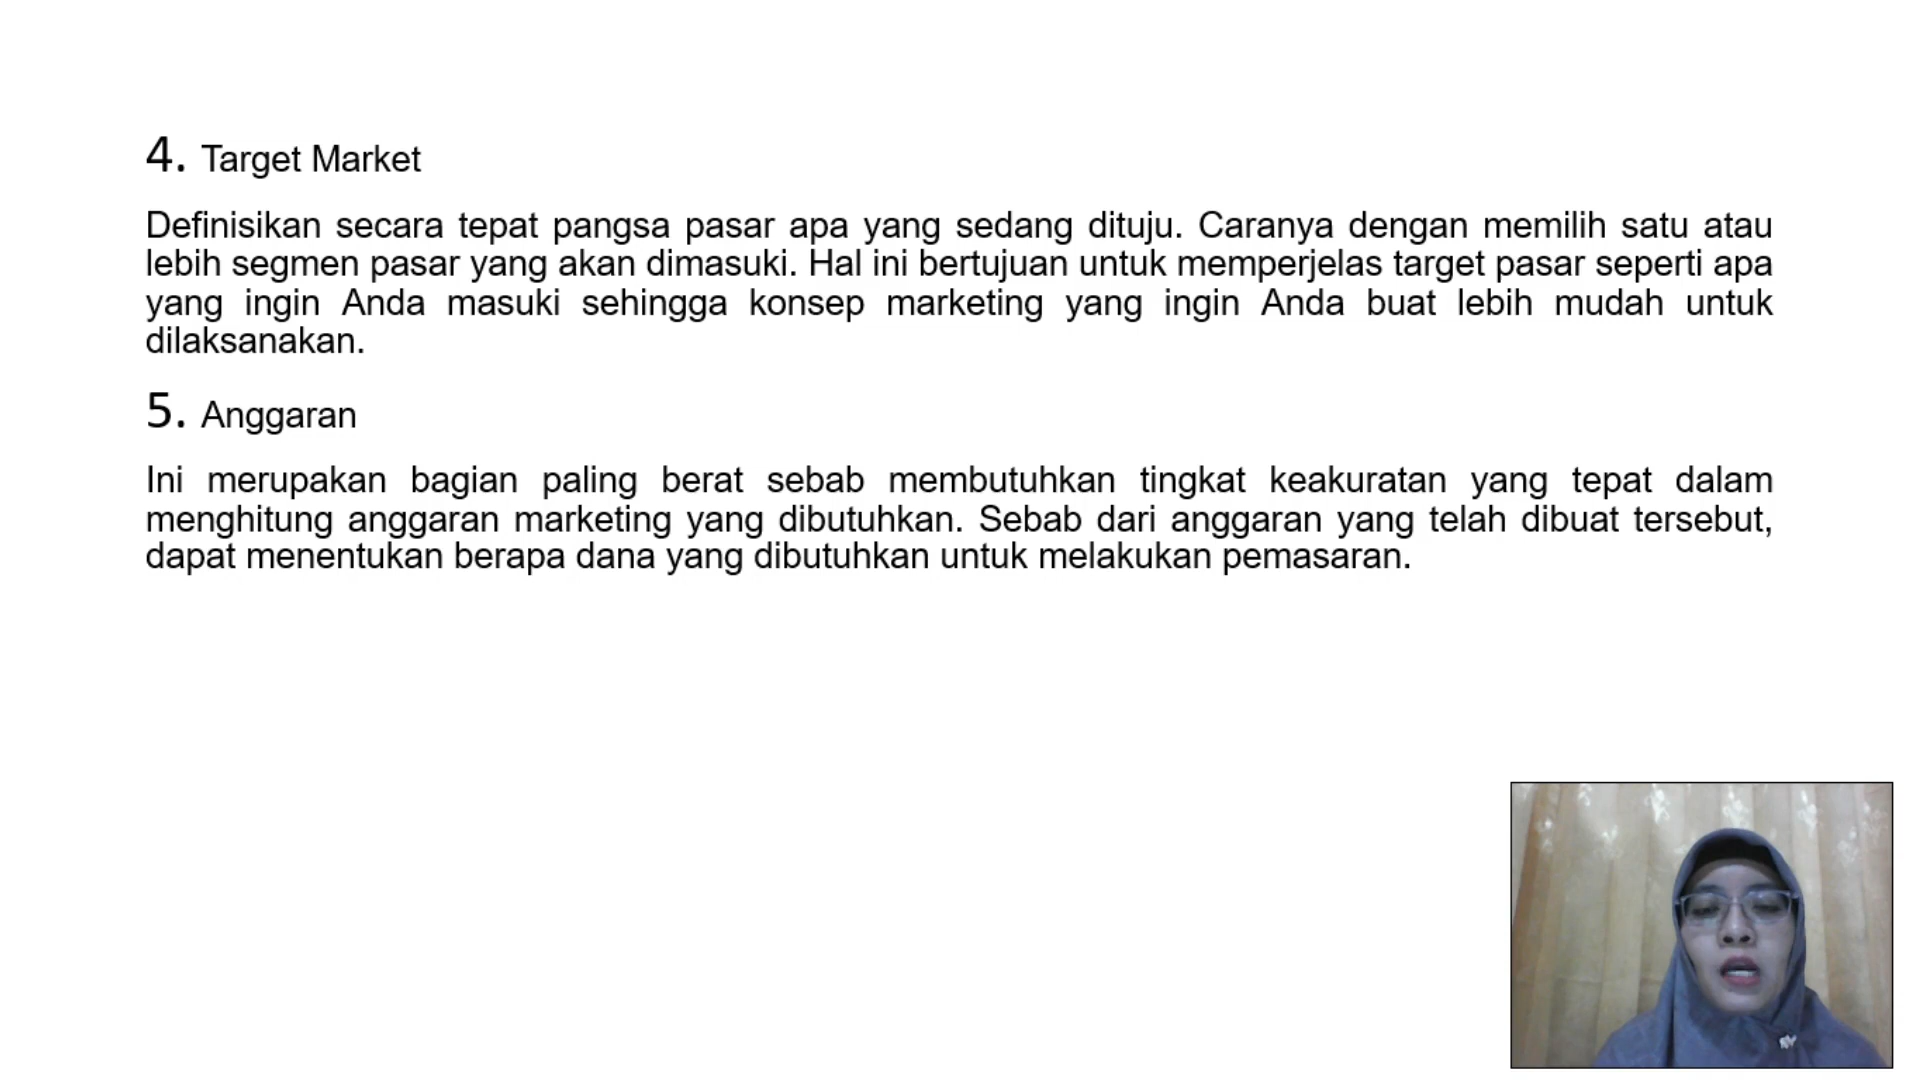 4. Target Market
Definisikan secara tepat pangsa pasar apa yang sedang dituju. Caranya dengan memilih satu atau
lebih segmen pasar yang akan dimasuki. Hal ini bertujuan untuk memperjelas target pasar seperti apa
yang ingin Anda masuki sehingga konsep marketing yang ingin Anda buat lebih mudah untuk
dilaksanakan.
5. Anggaran
Ini merupakan bagian paling berat sebab membutuhkan tingkat keakuratan yang tepat dalam
menghitung anggaran marketing yang dibutuhkan. Sebab dari anggaran yang telah dibuat tersebut,
dapat menentukan berapa dana yang dibutuhkan untuk melakukan pemasaran.